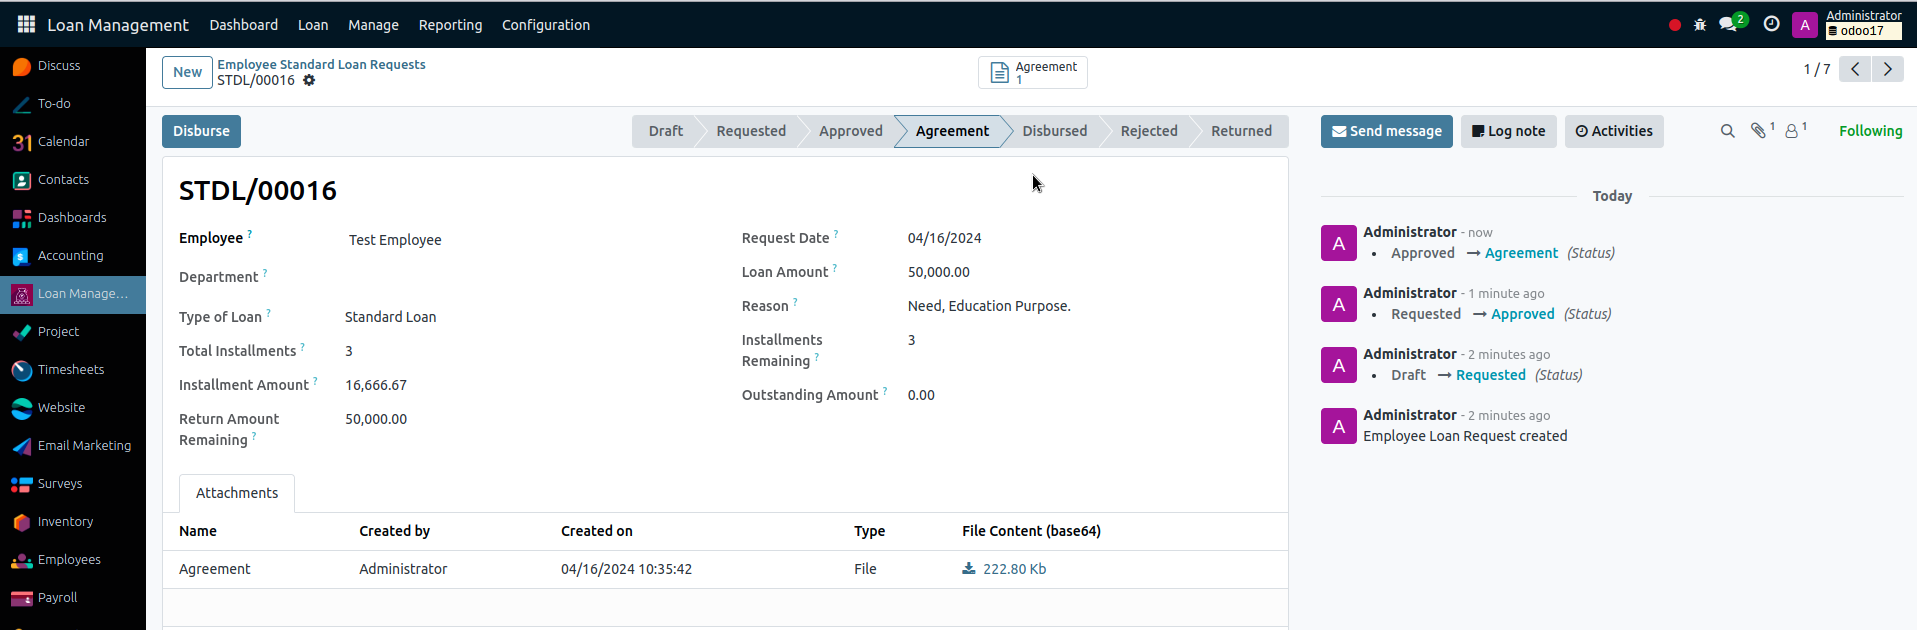 Loan Management
Dashboard
Loan
Manage
Reporting
Configuration
2
A
Administrator
odoo17
Discuss
To-do
31 Calendar
Contacts
Dashboards
Accounting
Loan Manage...
Project
Timesheets
Website
Email Marketing
Surveys
Inventory
Employees
Payroll
New
Employee Standard Loan Requests
STDL/00016
Agreement
1
1 / 7
Disburse
Draft
Requested
Approved
Agreement
Disbursed
Rejected
Returned
STDL/00016
Employee ?
Test Employee
Department ?
Type of Loan ?
Standard Loan
Total Installments ?
3
Installment Amount ?
16,666.67
Return Amount
Remaining ?
50,000.00
Request Date ?
04/16/2024
Loan Amount ?
50,000.00
Reason ?
Need, Education Purpose.
Installments
Remaining ?
3
Outstanding Amount ?
0.00
Attachments
Name Created by Created on Type File Content (base64)
Agreement Administrator 04/16/2024 10:35:42 File 222.80 Kb
Send message
Log note
Activities
1
1
Following
Today
A
Administrator - now
• Approved → Agreement (Status)
A
Administrator - 1 minute ago
• Requested → Approved (Status)
A
Administrator - 2 minutes ago
• Draft → Requested (Status)
A
Administrator - 2 minutes ago
Employee Loan Request created